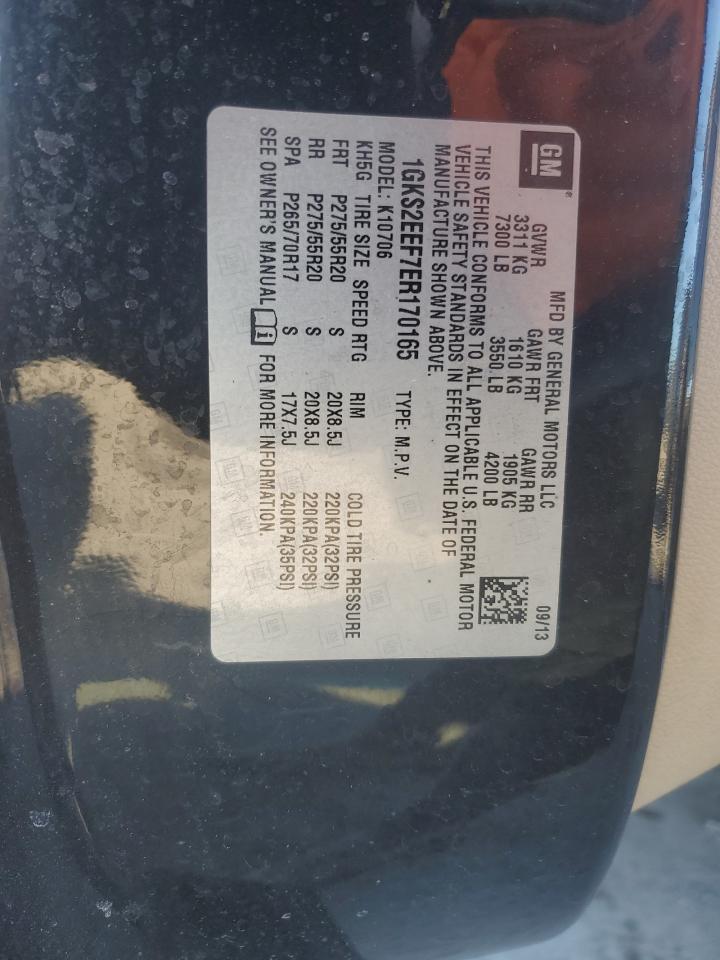 GM
MFD BY GENERAL MOTORS LLC 09/13
GVWR GAWR FRT GAWR RR
3311 KG 1610 KG 1905 KG
7300 LB 3550 LB 4200 LB
THIS VEHICLE CONFORMS TO ALL APPLICABLE U.S. FEDERAL MOTOR
VEHICLE SAFETY STANDARDS IN EFFECT ON THE DATE OF
MANUFACTURE SHOWN ABOVE.
1GKS2EEF7ER170165 TYPE: M.P.V.
MODEL: K10706
KH5G TIRE SIZE SPEED RTG RIM COLD TIRE PRESSURE
FRT P275/55R20 S 20X8.5J 220KPA(32PSI)
RR P275/55R20 S 20X8.5J 220KPA(32PSI)
SPA P265/70R17 S 17X7.5J 240KPA(35PSI)
SEE OWNER'S MANUAL FOR MORE INFORMATION.